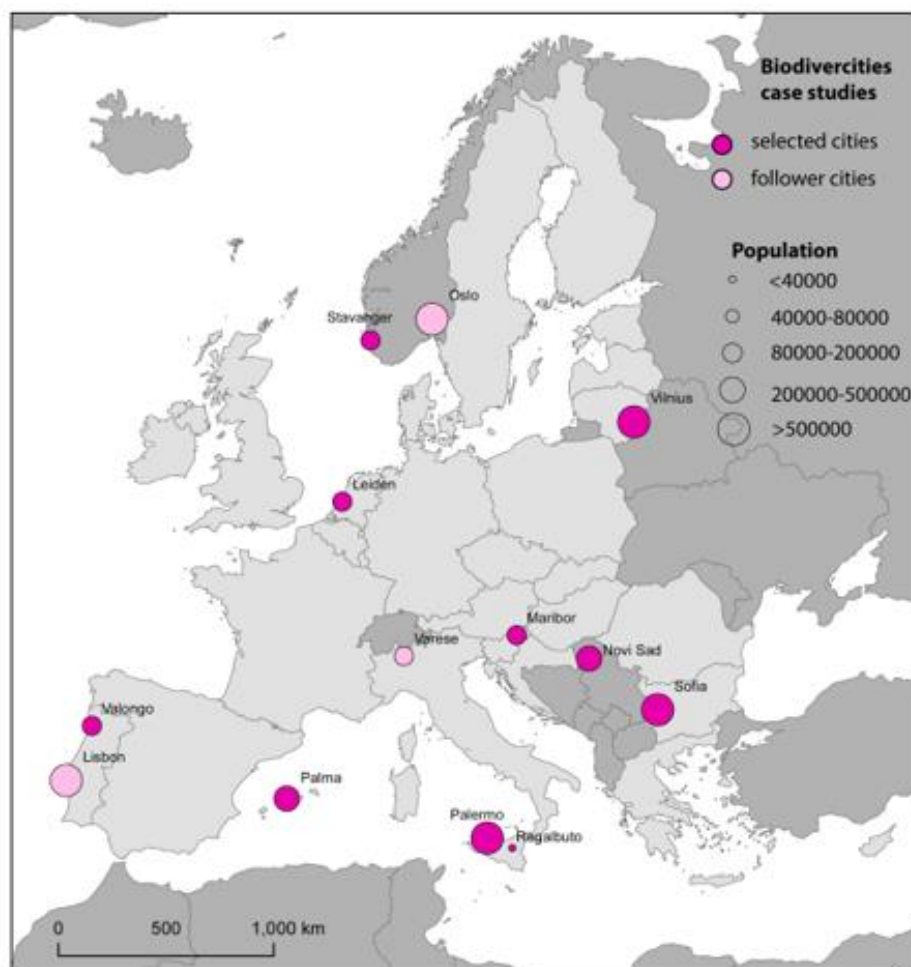 Biodivercities
case studies
selected cities
follower cities
Population
<40000
40000-80000
80000-200000
200000-500000
>500000
Oslo
Stavanger
Vilnius
Leiden
Maribor
Varese
Novi Sad
Sofia
Valongo
Lisbon
Palma
Palermo
Regalbuto
0 500 1,000 km